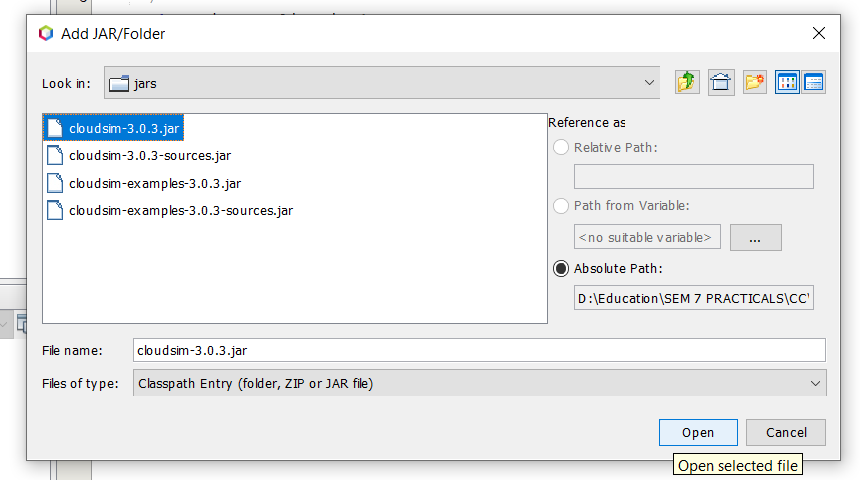 Add JAR/Folder
Look in:
jars
cloudsim-3.0.3.jar
cloudsim-3.0.3-sources.jar
cloudsim-examples-3.0.3.jar
cloudsim-examples-3.0.3-sources.jar
Reference as
Relative Path:
Path from Variable:
<no suitable variable>
...
Absolute Path:
D:\Education\SEM 7 PRACTICALS\CC\
File name:
cloudsim-3.0.3.jar
Files of type:
Classpath Entry (folder, ZIP or JAR file)
Open
Cancel
Open selected file